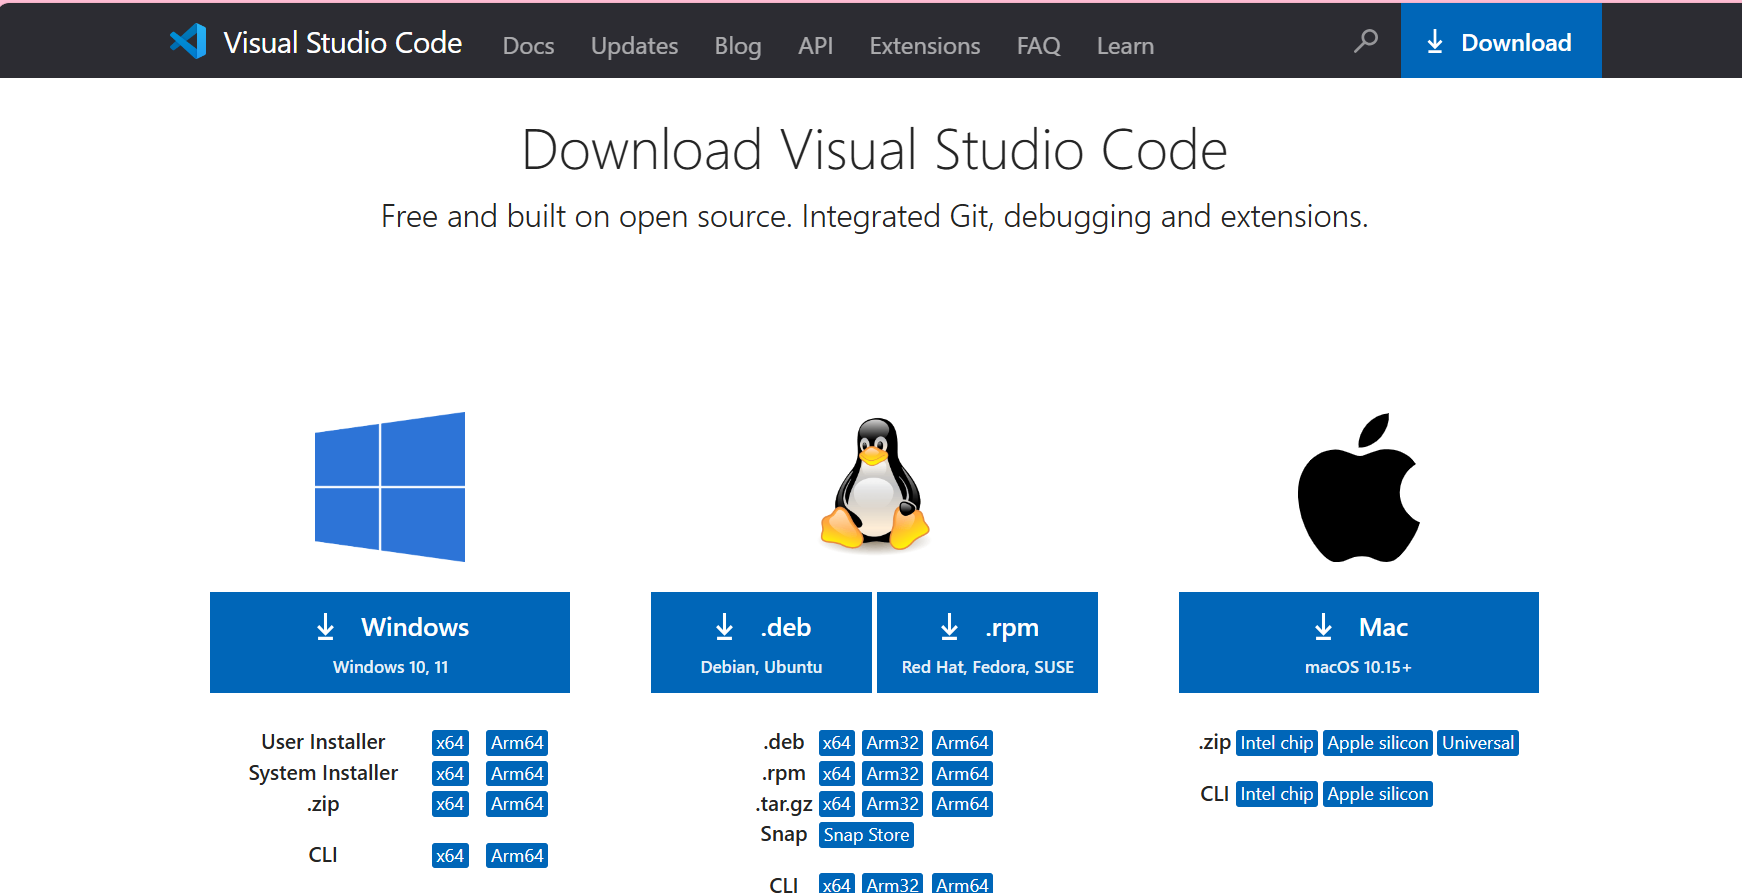 Visual Studio Code Docs Updates Blog API Extensions FAQ Learn Download
Download Visual Studio Code
Free and built on open source. Integrated Git, debugging and extensions.
Windows
Windows 10, 11
User Installer x64 Arm64
System Installer x64 Arm64
.zip x64 Arm64
CLI x64 Arm64
.deb
Debian, Ubuntu
.rpm
Red Hat, Fedora, SUSE
.deb x64 Arm32 Arm64
.rpm x64 Arm32 Arm64
.tar.gz x64 Arm32 Arm64
Snap Snap Store
CLI x64 Arm32 Arm64
Mac
macOS 10.15+
.zip Intel chip Apple silicon Universal
CLI Intel chip Apple silicon